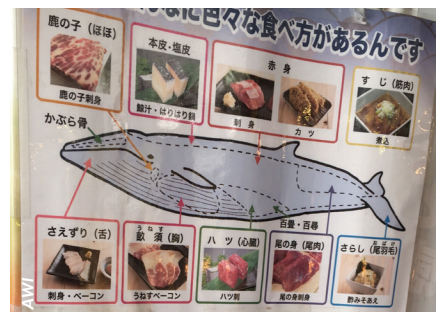 んなに色々な食べ方があるんです
鹿の子（ほほ）
鹿の子刺身
本皮・塩皮
鯨汁・はりはり鍋
赤身
刺身
カツ
すじ（筋肉）
煮込
かぶら骨
百畳・百尋
さえずり（舌）
刺身・ベーコン
うねす
畝須（胸）
うねすベーコン
ハツ（心臓）
ハツ刺
尾の身（尾肉）
尾の身刺身
おばけ
さらし（尾羽毛）
酢みそあえ
AWI